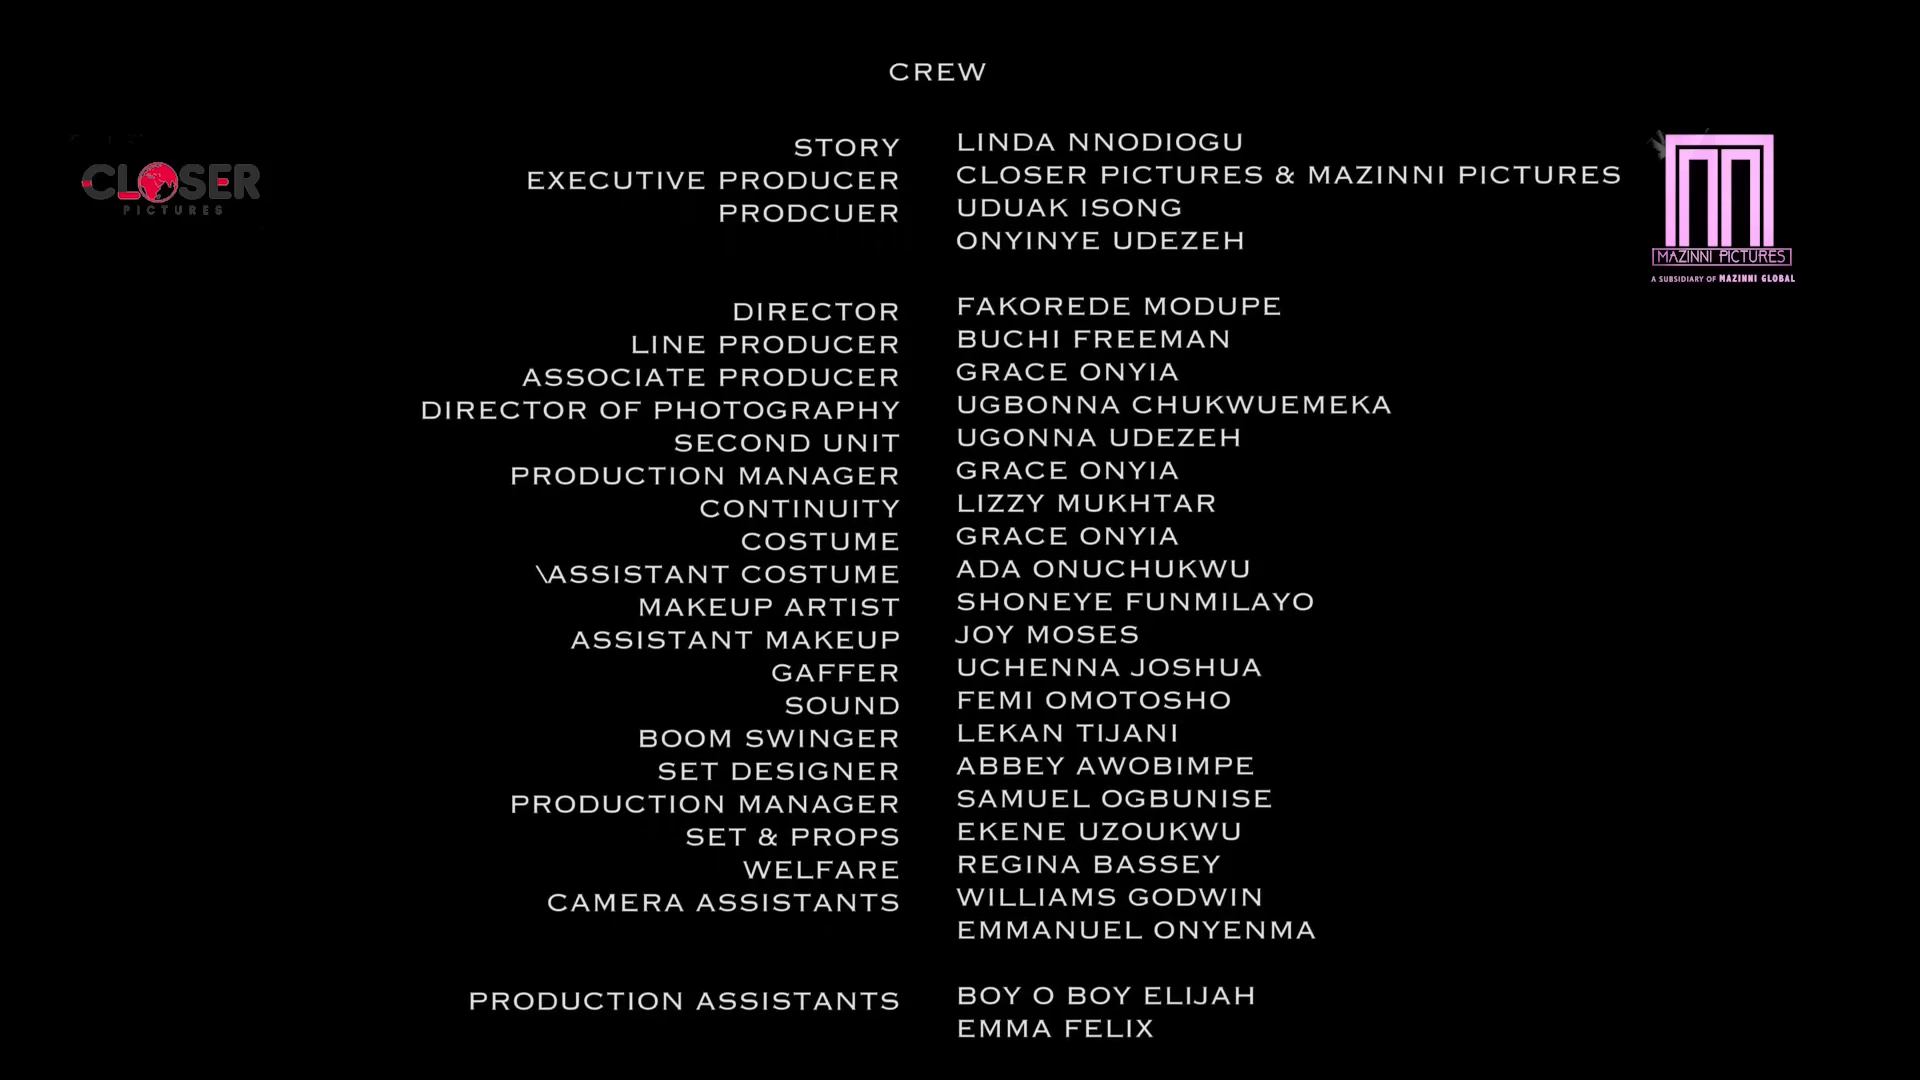 CREW
STORY LINDA NNODIOGU
EXECUTIVE PRODUCER CLOSER PICTURES & MAZINNI PICTURES
PRODCUER UDUAK ISONG
ONYINYE UDEZEH
CLOSER
PICTURES
MAZINNI PICTURES
A SUBSIDIARY OF MAZINNI GLOBAL
DIRECTOR FAKOREDE MODUPE
LINE PRODUCER BUCHI FREEMAN
ASSOCIATE PRODUCER GRACE ONYIA
DIRECTOR OF PHOTOGRAPHY UGBONNA CHUKWUEMEKA
SECOND UNIT UGONNA UDEZEH
PRODUCTION MANAGER GRACE ONYIA
CONTINUITY LIZZY MUKHTAR
COSTUME GRACE ONYIA
\ASSISTANT COSTUME ADA ONUCHUKWU
MAKEUP ARTIST SHONEYE FUNMILAYO
ASSISTANT MAKEUP JOY MOSES
GAFFER UCHENNA JOSHUA
SOUND FEMI OMOTOSHO
BOOM SWINGER LEKAN TIJANI
SET DESIGNER ABBEY AWOBIMPE
PRODUCTION MANAGER SAMUEL OGBUNISE
SET & PROPS EKENE UZOUKWU
WELFARE REGINA BASSEY
CAMERA ASSISTANTS WILLIAMS GODWIN
EMMANUEL ONYENMA
PRODUCTION ASSISTANTS BOY O BOY ELIJAH
EMMA FELIX